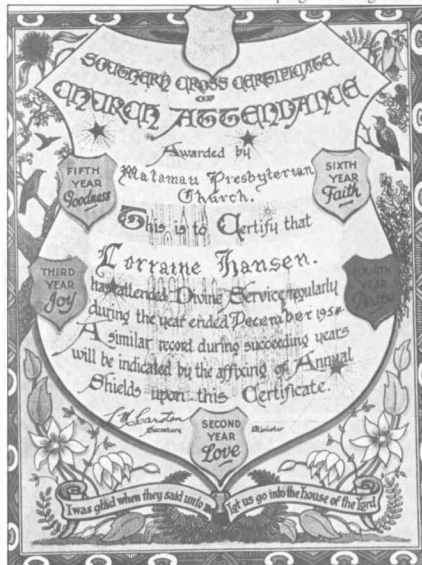 SOUTHERN CROSS CERTIFICATE
OF
CHURCH ATTENDANCE
Awarded by
Matamau Presbyterian
Church.
FIFTH
YEAR
Goodness
SIXTH
YEAR
Faith
This is to Certify that
Lorraine Hansen.
THIRD
YEAR
Joy
FOURTH
YEAR
Peace
has attended Divine Service regularly
during the year ended December 1954
A similar record during succeeding years
will be indicated by the affixing of Annual
Shields upon this Certificate.
Secretary
Minister
SECOND
YEAR
Love
I was glad when they said unto
let us go into the house of the Lord